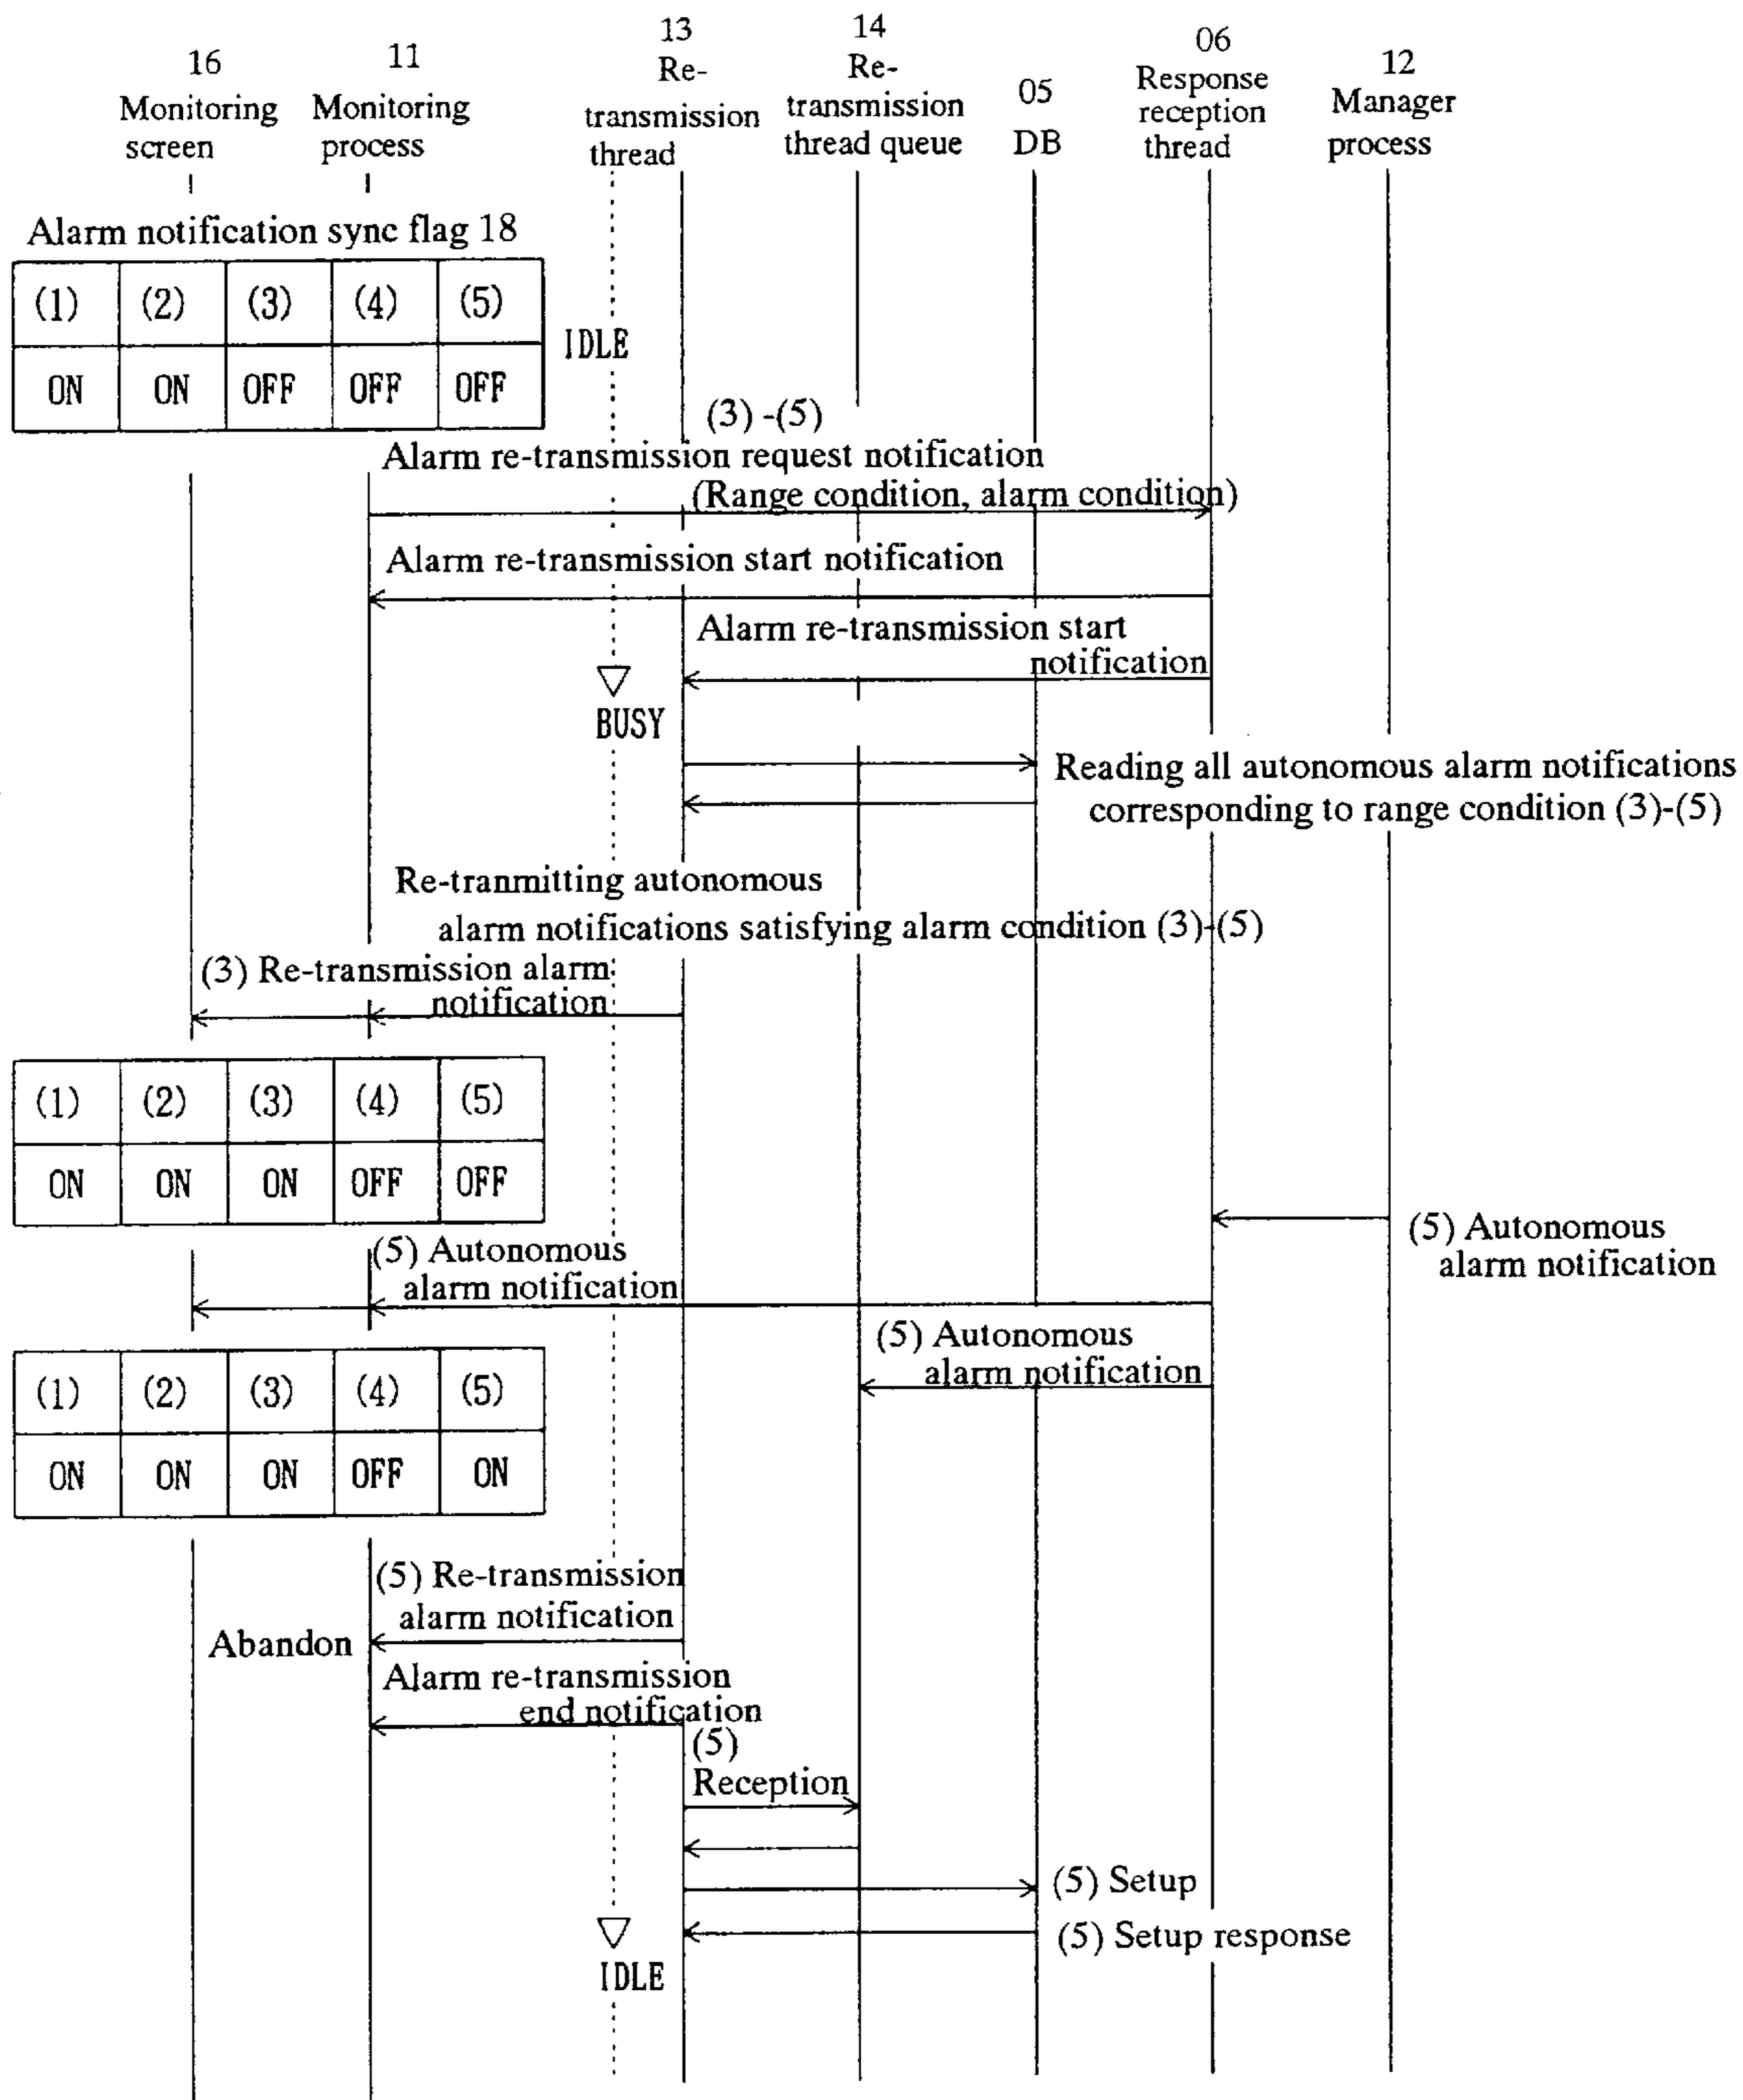 16
Monitoring
screen
11
Monitoring
process
13
Re-
transmission
thread
14
Re-
transmission
thread queue
05
DB
06
Response
reception
thread
12
Manager
process
Alarm notification sync flag 18
(1) (2) (3) (4) (5)
ON ON OFF OFF OFF
IDLE
(3) -(5)
Alarm re-transmission request notification
(Range condition, alarm condition)
Alarm re-transmission start notification
Alarm re-transmission start
notification
BUSY
Reading all autonomous alarm notifications
corresponding to range condition (3)-(5)
Re-tranmitting autonomous
alarm notifications satisfying alarm condition (3)-(5)
(3) Re-transmission alarm
notification
(1) (2) (3) (4) (5)
ON ON ON OFF OFF
(5) Autonomous
alarm notification
(5) Autonomous
alarm notification
(5) Autonomous
alarm notification
(1) (2) (3) (4) (5)
ON ON ON OFF ON
(5) Re-transmission
alarm notification
Abandon
Alarm re-transmission
end notification
(5)
Reception
(5) Setup
(5) Setup response
IDLE